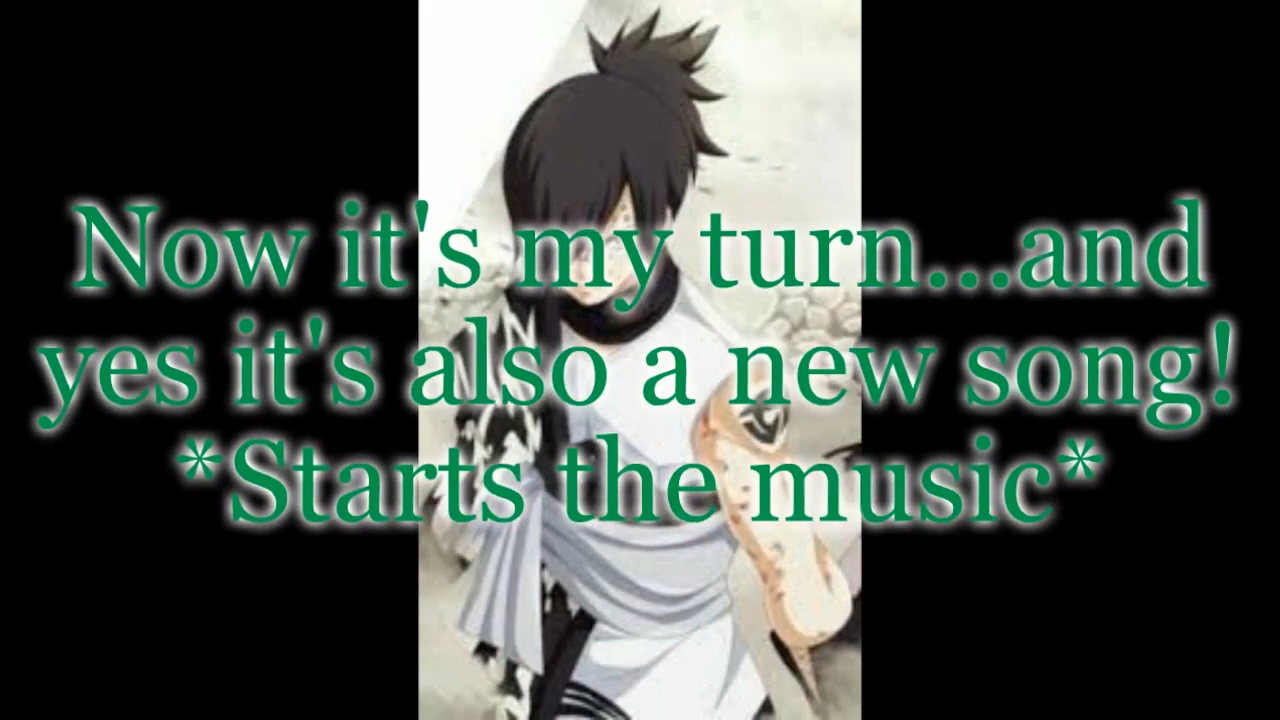 Now it's my turn...and
yes it's also a new song!
*Starts the music*